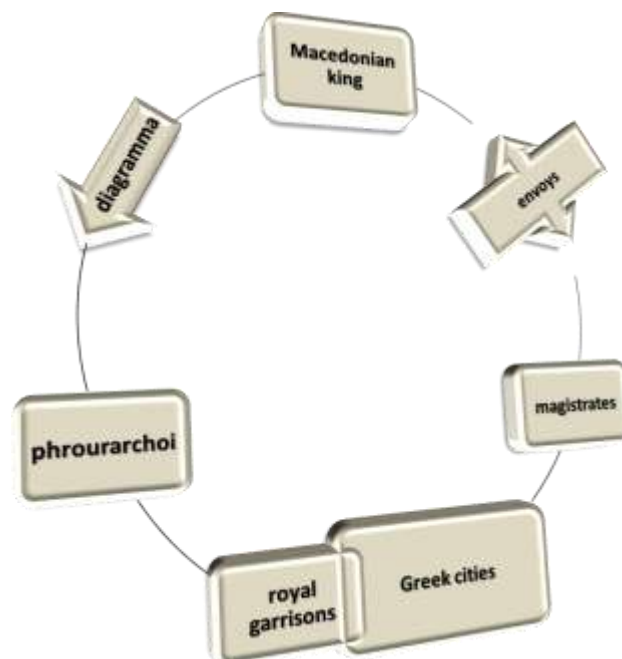 Macedonian
king
diagramma
envoys
magistrates
phrourarchoi
Greek cities
royal
garrisons